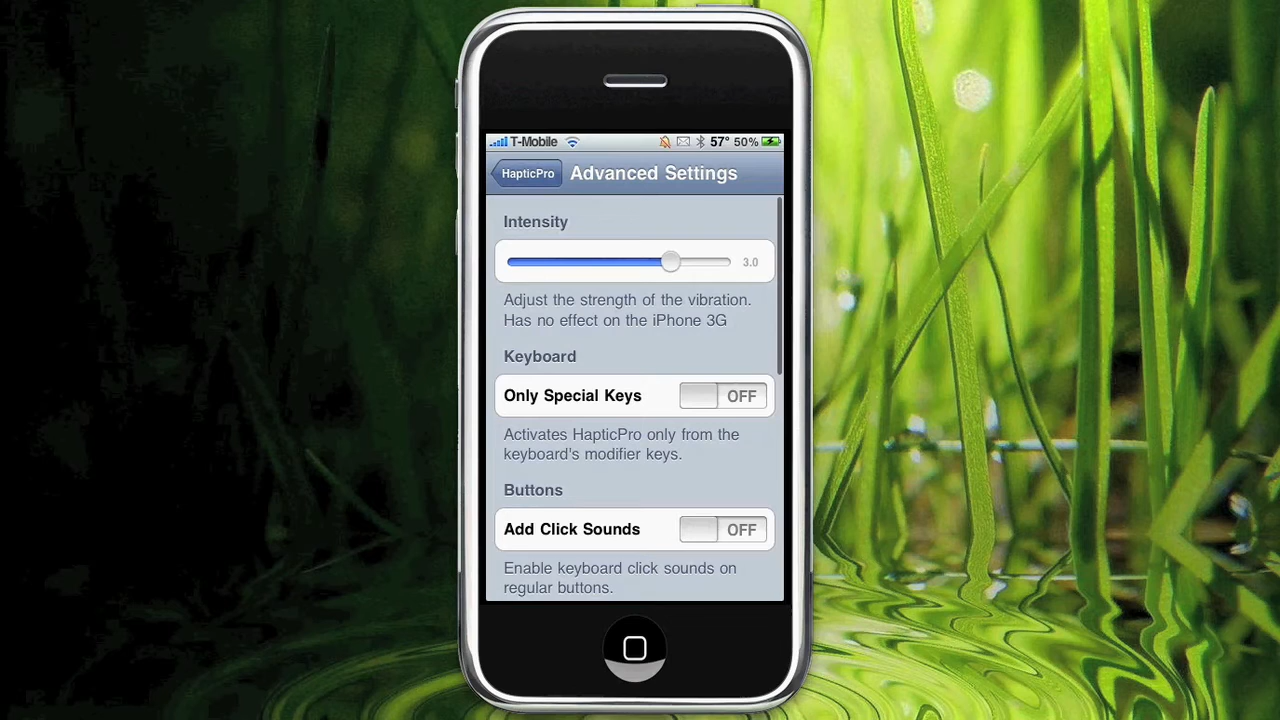 T-Mobile 57° 50%
HapticPro Advanced Settings
Intensity
3.0
Adjust the strength of the vibration.
Has no effect on the iPhone 3G
Keyboard
Only Special Keys OFF
Activates HapticPro only from the
keyboard's modifier keys.
Buttons
Add Click Sounds OFF
Enable keyboard click sounds on
regular buttons.